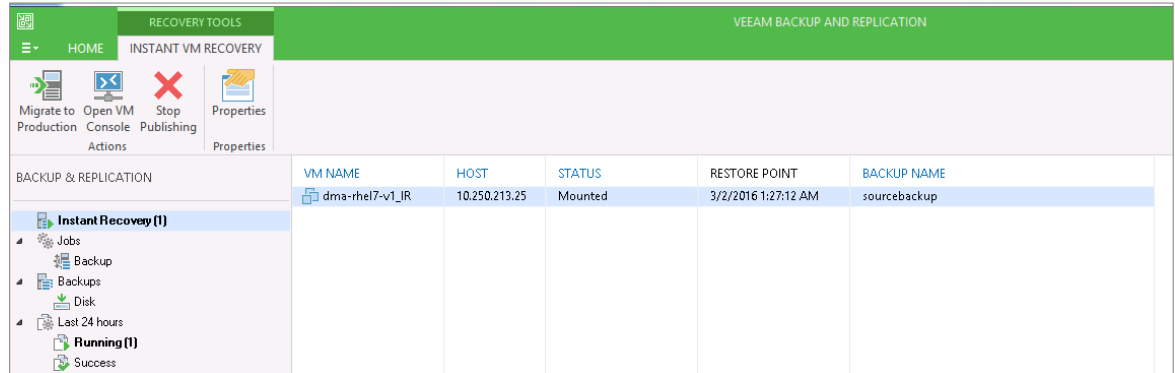 RECOVERY TOOLS
VEEAM BACKUP AND REPLICATION
HOME
INSTANT VM RECOVERY
Migrate to Production
Open VM Console
Stop Publishing
Properties
Actions
Properties
BACKUP & REPLICATION
Instant Recovery (1)
Jobs
Backup
Backups
Disk
Last 24 hours
Running (1)
Success
VM NAME HOST STATUS RESTORE POINT BACKUP NAME
dma-rhel7-v1_IR 10.250.213.25 Mounted 3/2/2016 1:27:12 AM sourcebackup